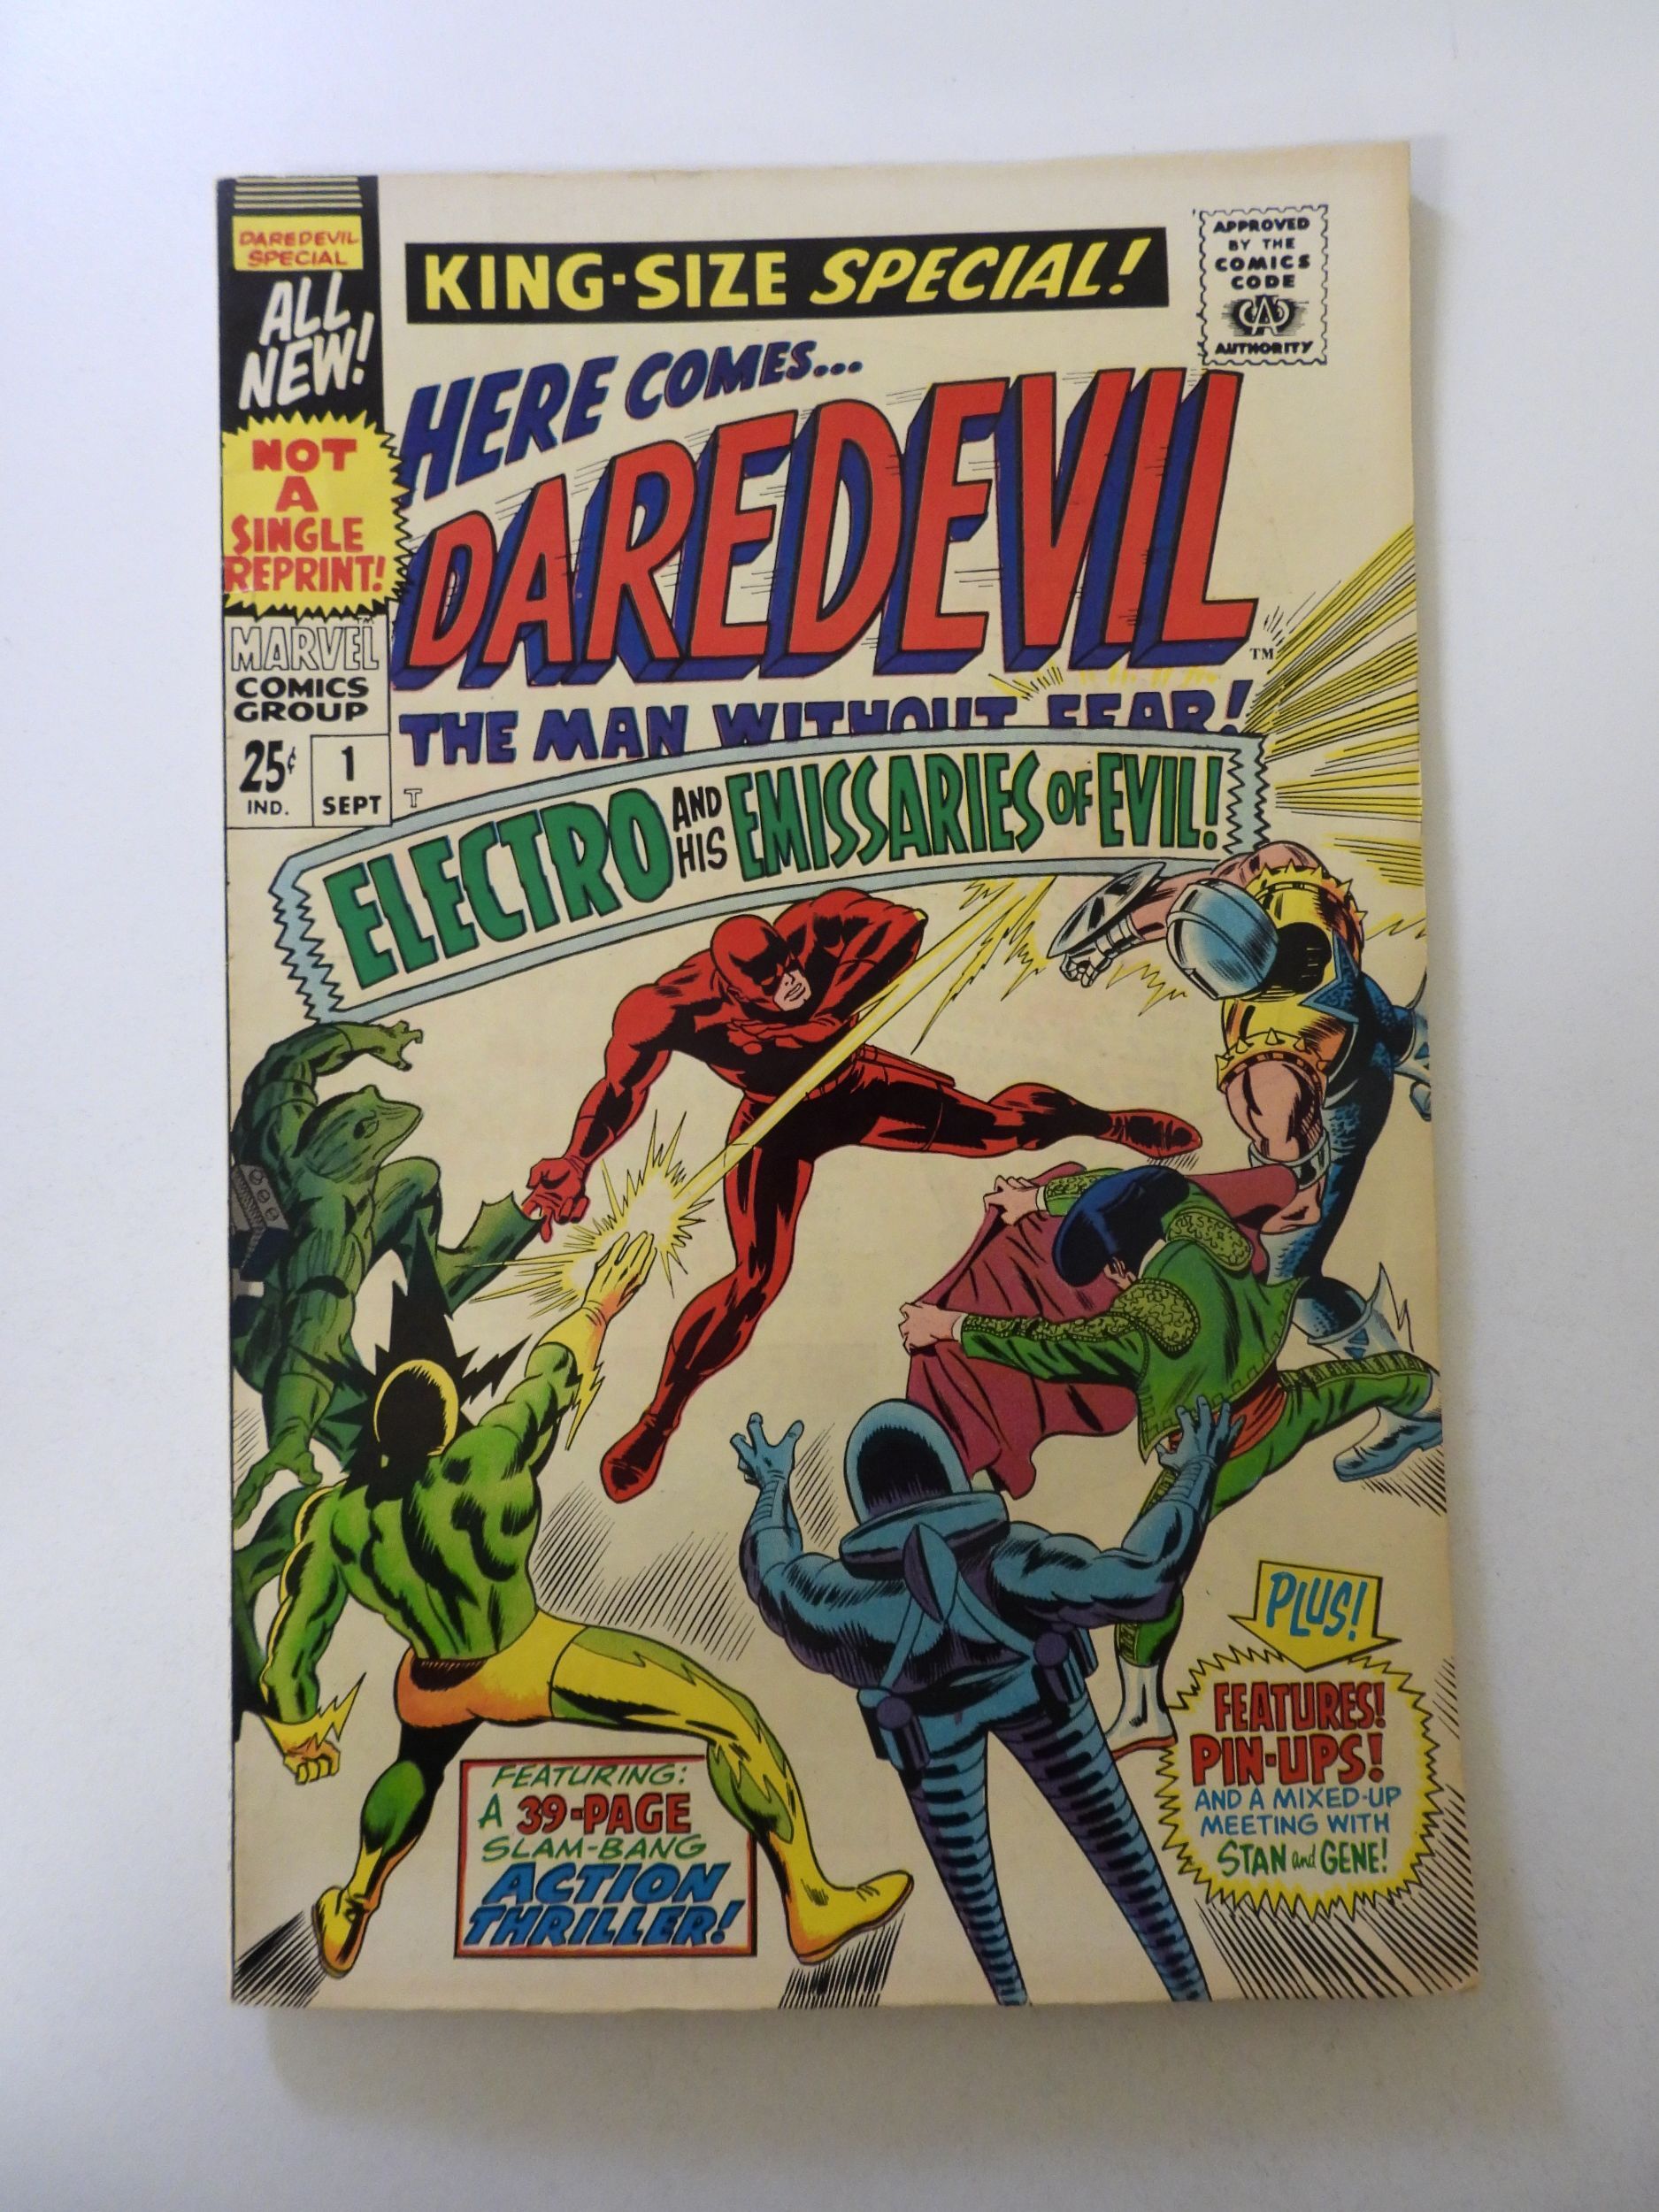 DAREDEVIL
SPECIAL
ALL
NEW!
NOT
A
SINGLE
REPRINT!
MARVEL
COMICS
GROUP
25¢
IND.
1
SEPT
KING-SIZE SPECIAL!
APPROVED
BY THE
COMICS
CODE
CA
AUTHORITY
HERE COMES...
DAREDEVIL
TM
THE MAN WITHOUT FEAR!
T
ELECTRO AND HIS EMISSARIES OF EVIL!
FEATURING:
A 39-PAGE
SLAM-BANG
ACTION
THRILLER!
PLUS!
FEATURES!
PIN-UPS!
AND A MIXED-UP
MEETING WITH
STAN and GENE!